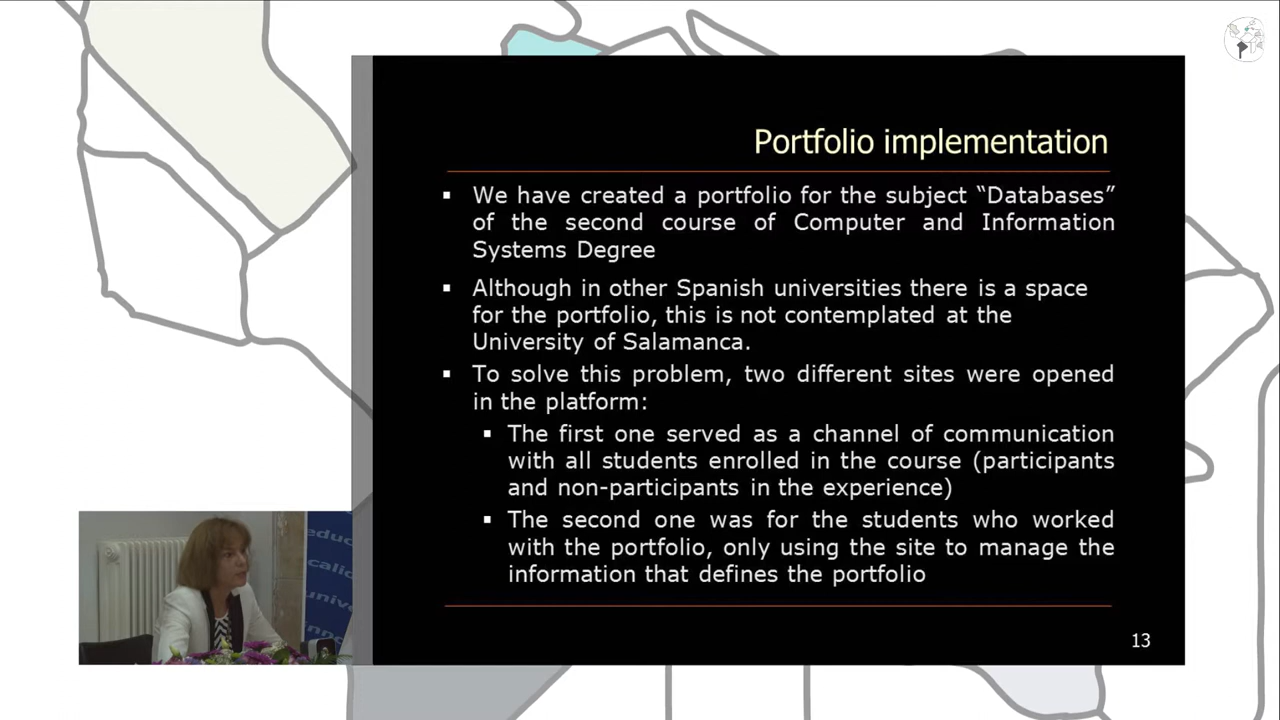 Portfolio implementation
▪ We have created a portfolio for the subject “Databases”
of the second course of Computer and Information
Systems Degree
▪ Although in other Spanish universities there is a space
for the portfolio, this is not contemplated at the
University of Salamanca.
▪ To solve this problem, two different sites were opened
in the platform:
▪ The first one served as a channel of communication
with all students enrolled in the course (participants
and non-participants in the experience)
▪ The second one was for the students who worked
with the portfolio, only using the site to manage the
information that defines the portfolio
13
educ
calid
unive
nno